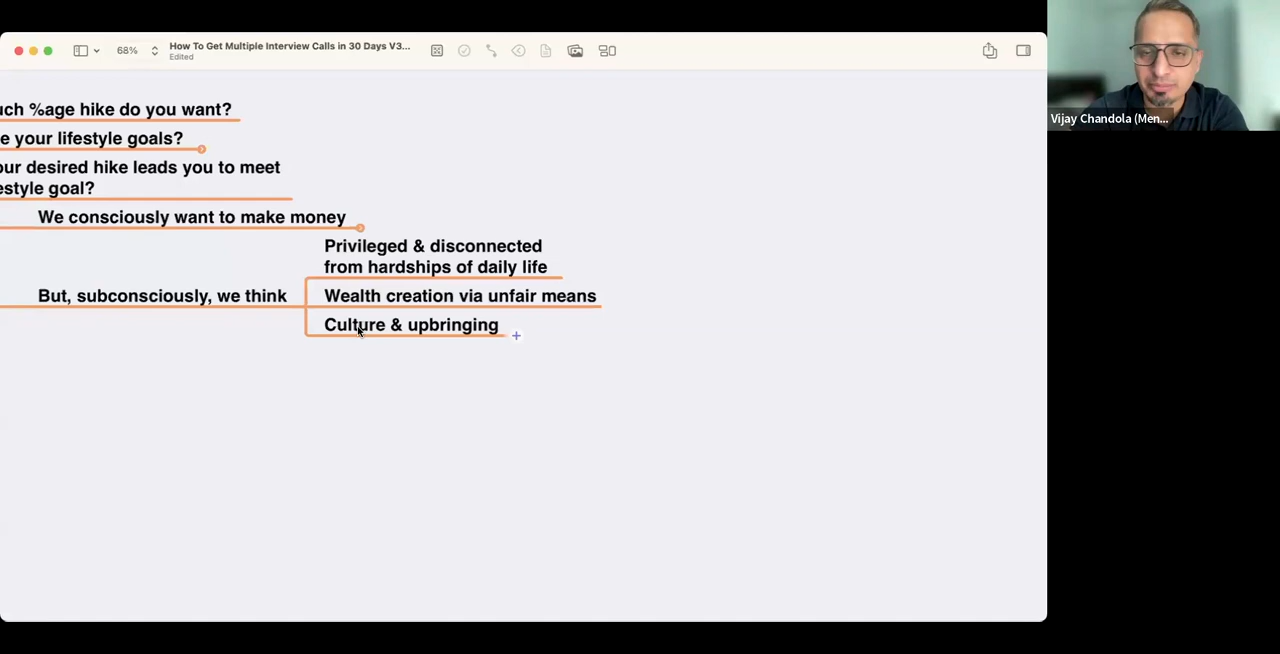 68%
How To Get Multiple Interview Calls in 30 Days V3...
Edited
uch %age hike do you want?
e your lifestyle goals?
our desired hike leads you to meet
estyle goal?
We consciously want to make money
Privileged & disconnected
from hardships of daily life
But, subconsciously, we think
Wealth creation via unfair means
Culture & upbringing
Vijay Chandola (Men...